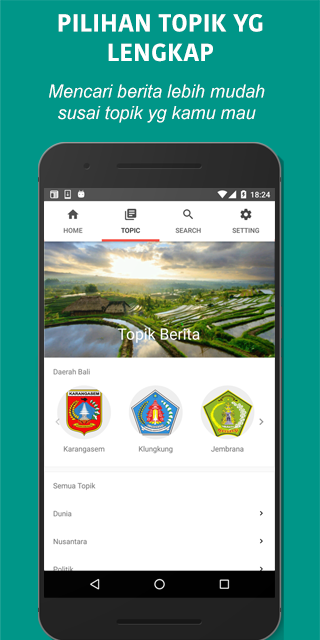 PILIHAN TOPIK YG
LENGKAP
Mencari berita lebih mudah
susai topik yg kamu mau
18:24
HOME
TOPIC
SEARCH
SETTING
Topik Berita
Daerah Bali
KARANGASEM
Karangasem
Klungkung
Jembrana
Semua Topik
Dunia
Nusantara
Politik